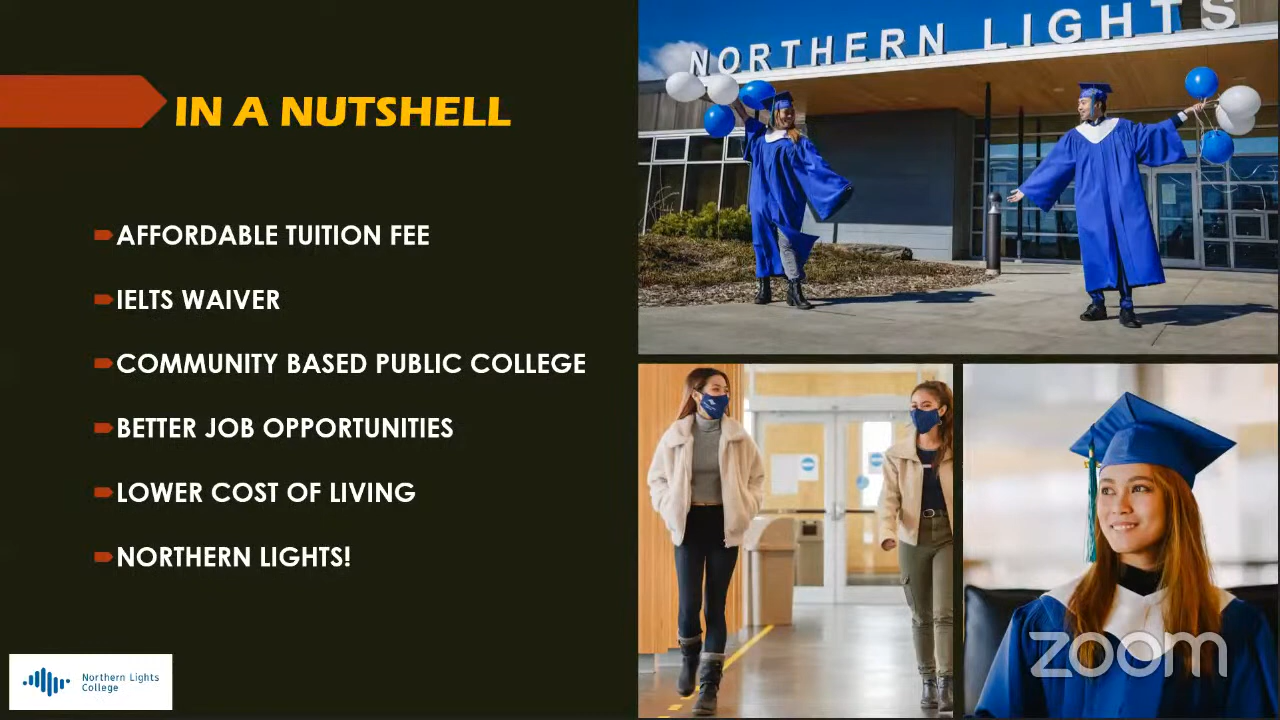 NORTHERN LIGHTS
IN A NUTSHELL
AFFORDABLE TUITION FEE
IELTS WAIVER
COMMUNITY BASED PUBLIC COLLEGE
BETTER JOB OPPORTUNITIES
LOWER COST OF LIVING
NORTHERN LIGHTS!
Northern Lights
College
zoom